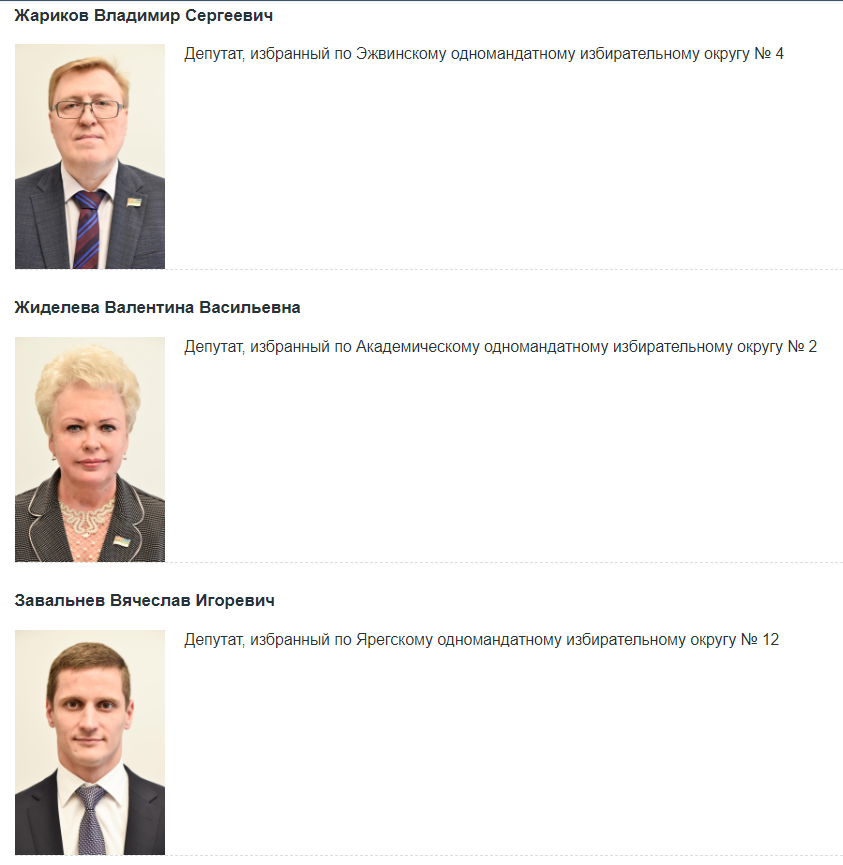 Жариков Владимир Сергеевич
Депутат, избранный по Эжвинскому одномандатному избирательному округу № 4
Жиделева Валентина Васильевна
Депутат, избранный по Академическому одномандатному избирательному округу № 2
Завальнев Вячеслав Игоревич
Депутат, избранный по Ярегскому одномандатному избирательному округу № 12